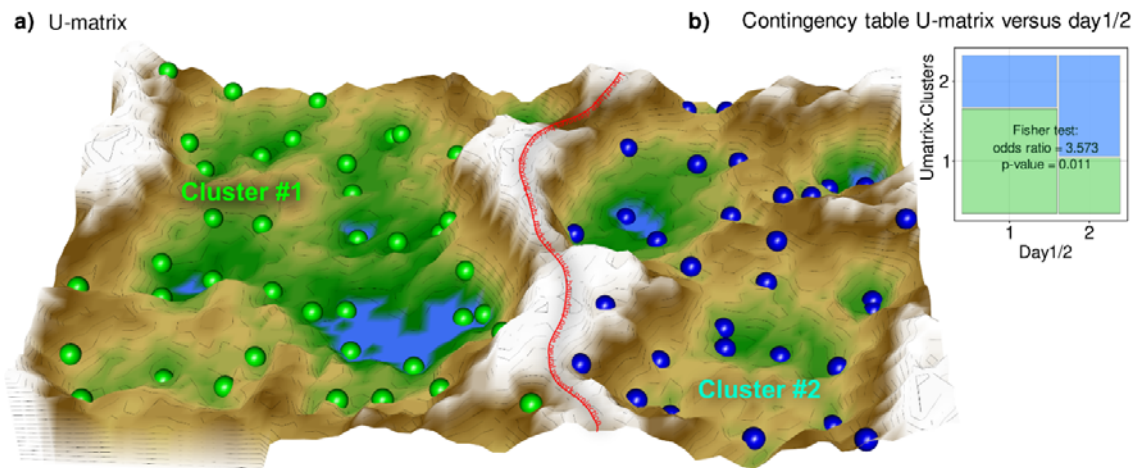 a) U-matrix
b) Contingency table U-matrix versus day1/2
Cluster #1
Cluster #2
Umatrix-Clusters
2
1
Fisher test:
odds ratio = 3.573
p-value = 0.011
1 2
Day1/2